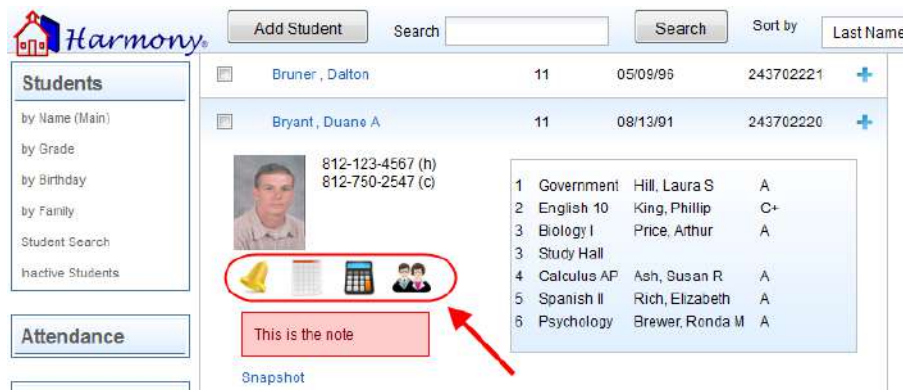 Harmony
Add Student
Search
Search
Sort by
Last Name
Students
by Name (Main)
by Grade
by Birthday
by Family
Student Search
Inactive Students
Attendance
Bruner , Dalton 11 05/09/96 243702221
Bryant , Duane A 11 08/13/91 243702220
812-123-4567 (h)
812-750-2547 (c)
1 Government Hill, Laura S A
2 English 10 King, Phillip C+
3 Biology I Price, Arthur A
3 Study Hall
4 Calculus AP Ash, Susan R A
5 Spanish II Rich, Elizabeth A
6 Psychology Brewer, Ronda M A
This is the note
Snapshot